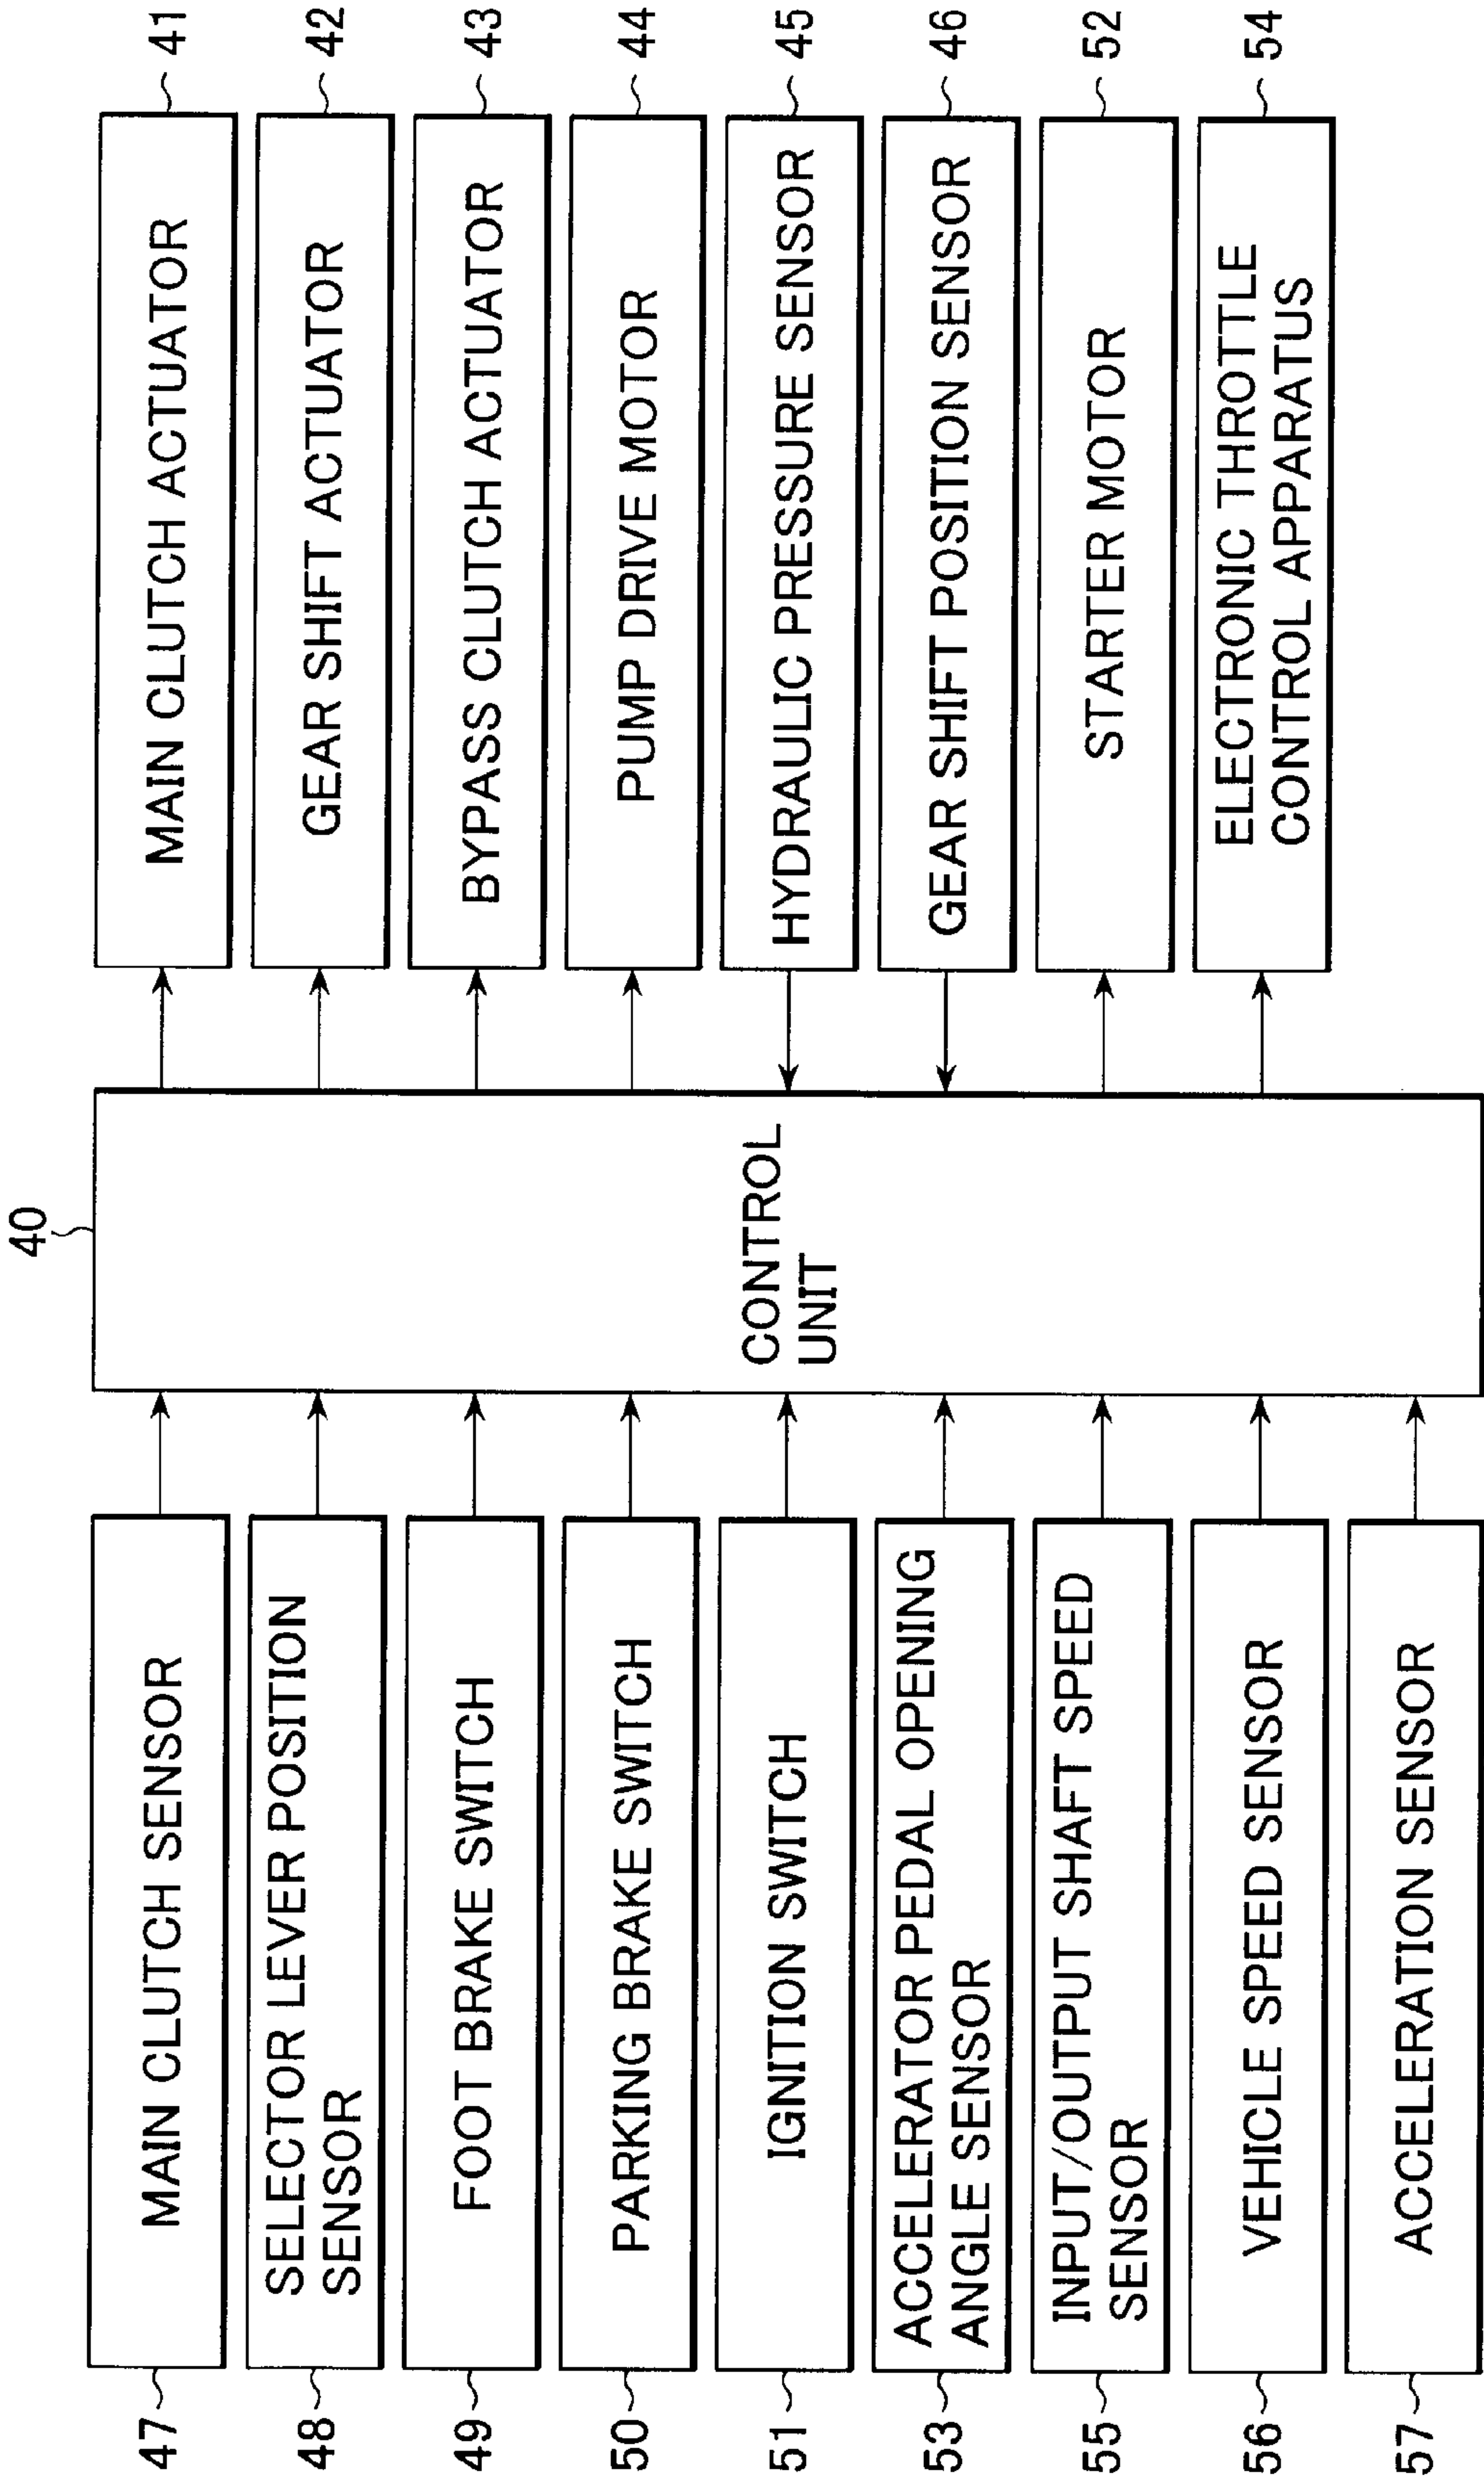 40
47
MAIN CLUTCH SENSOR
48
SELECTOR LEVER POSITION
SENSOR
49
FOOT BRAKE SWITCH
50
PARKING BRAKE SWITCH
51
IGNITION SWITCH
53
ACCELERATOR PEDAL OPENING
ANGLE SENSOR
55
INPUT/OUTPUT SHAFT SPEED
SENSOR
56
VEHICLE SPEED SENSOR
57
ACCELERATION SENSOR
CONTROL
UNIT
MAIN CLUTCH ACTUATOR
41
GEAR SHIFT ACTUATOR
42
BYPASS CLUTCH ACTUATOR
43
PUMP DRIVE MOTOR
44
HYDRAULIC PRESSURE SENSOR
45
GEAR SHIFT POSITION SENSOR
46
STARTER MOTOR
52
ELECTRONIC THROTTLE
CONTROL APPARATUS
54